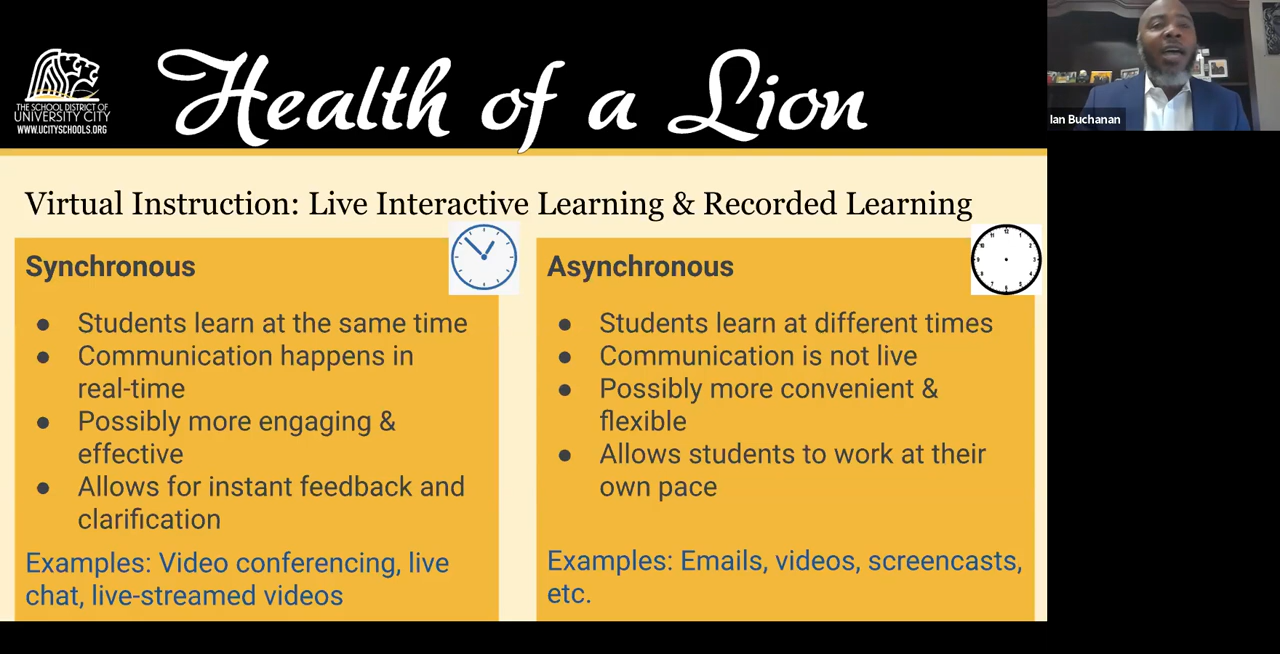 Health of a Lion
THE SCHOOL DISTRICT OF
UNIVERSITY CITY
WWW.UCITYSCHOOLS.ORG
Ian Buchanan
Virtual Instruction: Live Interactive Learning & Recorded Learning
Synchronous
● Students learn at the same time
● Communication happens in
real-time
● Possibly more engaging &
effective
● Allows for instant feedback and
clarification
Examples: Video conferencing, live
chat, live-streamed videos
Asynchronous
● Students learn at different times
● Communication is not live
● Possibly more convenient &
flexible
● Allows students to work at their
own pace
Examples: Emails, videos, screencasts,
etc.